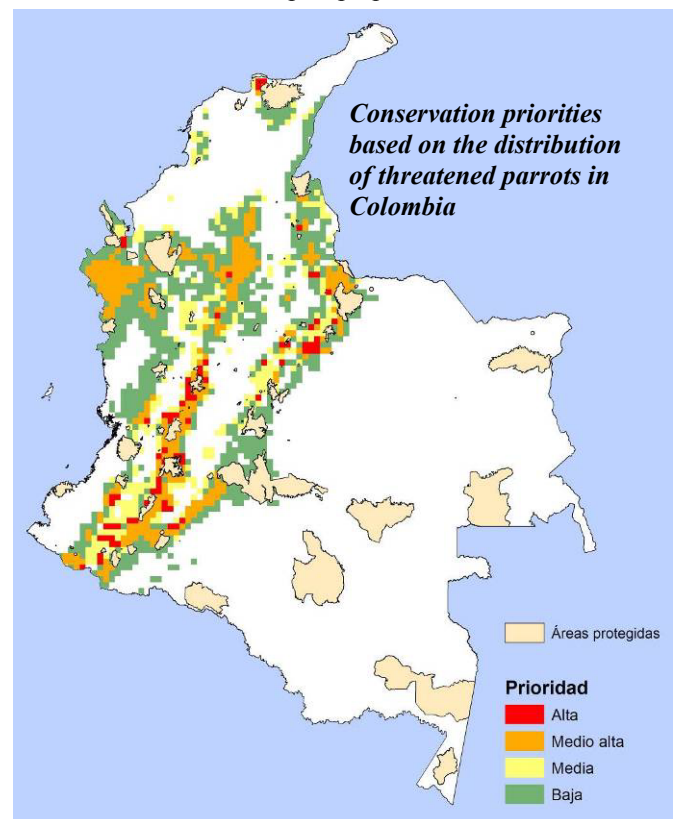 Conservation priorities
based on the distribution
of threatened parrots in
Colombia
Áreas protegidas
Prioridad
Alta
Medio alta
Media
Baja